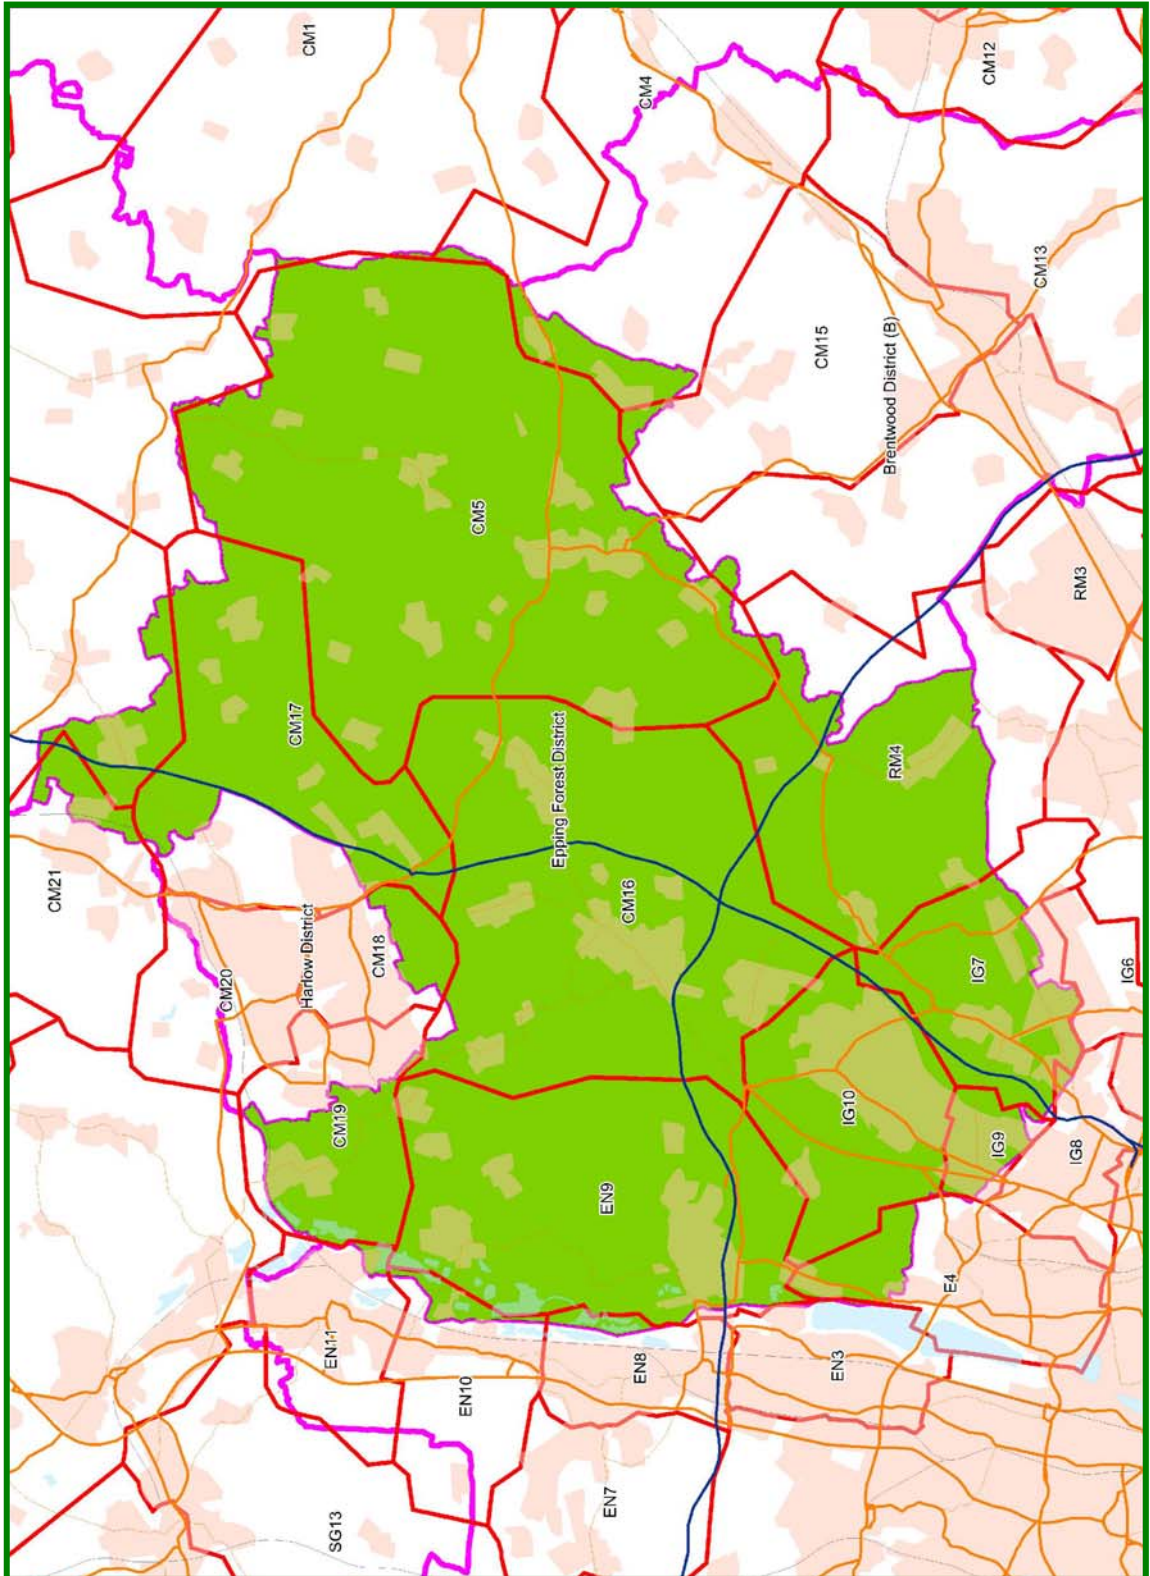 CM21
CM20
CM17
CM1
SG13
EN11
CM19
Harlow District
CM18
EN10
CM5
Epping Forest District
EN7
EN8
EN9
CM16
CM4
EN3
IG10
CM15
Brentwood District (B)
RM4
E4
IG9
IG7
CM12
CM13
IG8
RM3
IG6